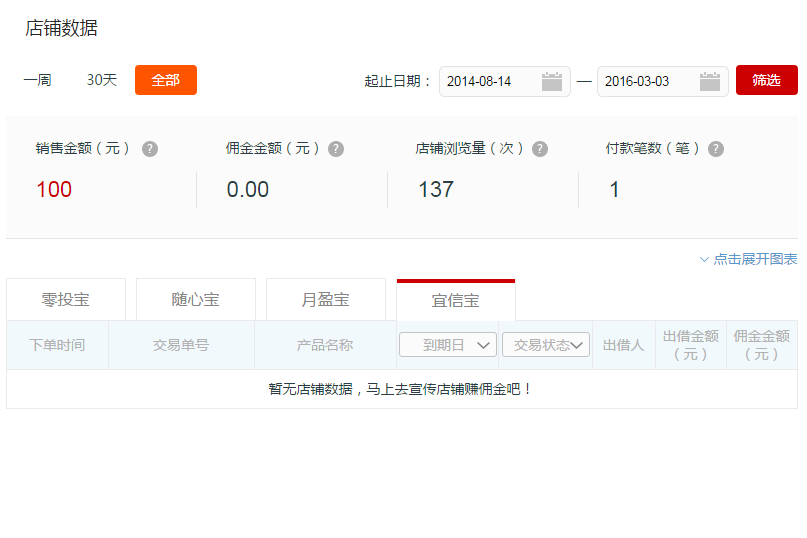 店铺数据
一周 30天 全部 起止日期： 2014-08-14 — 2016-03-03 筛选
销售金额（元） ? 佣金金额（元） ? 店铺浏览量（次） ? 付款笔数（笔） ?
100 0.00 137 1
点击展开图表
零投宝 随心宝 月盈宝 宜信宝
下单时间 交易单号 产品名称 到期日 交易状态 出借人 出借金额（元） 佣金金额（元）
暂无店铺数据，马上去宣传店铺赚佣金吧！